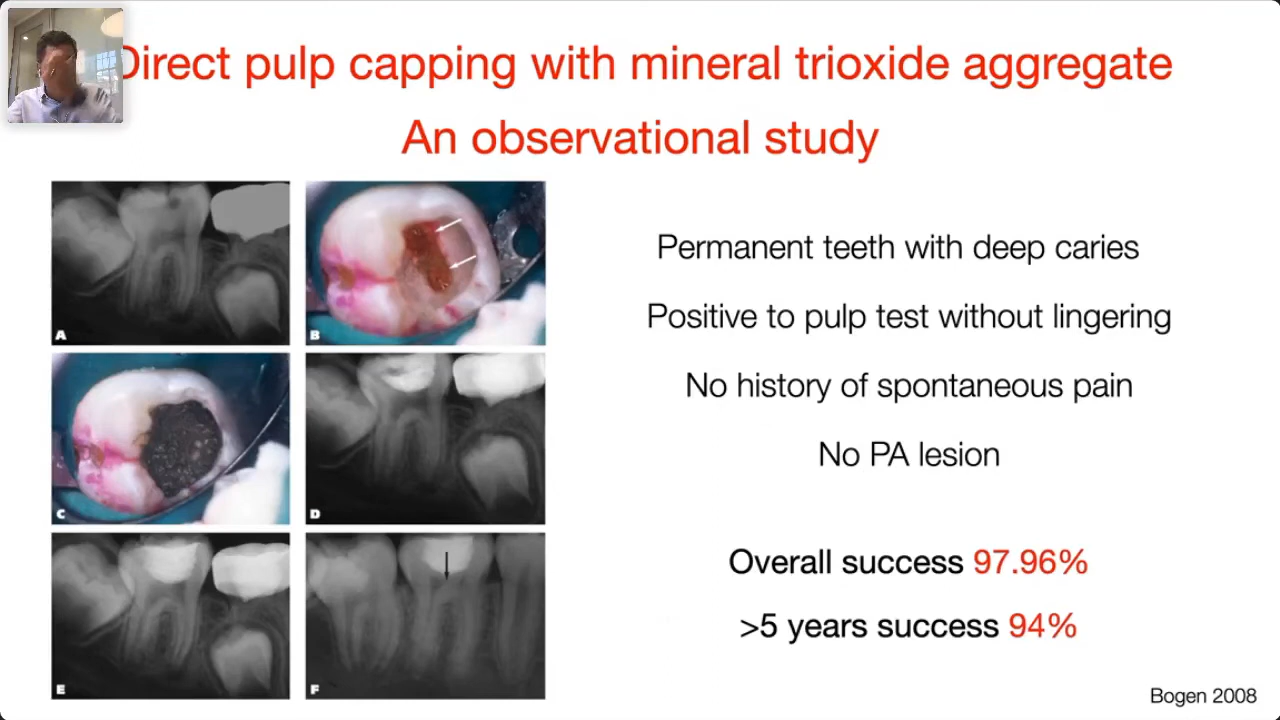 Direct pulp capping with mineral trioxide aggregate
An observational study
A
B
C
D
E
F
Permanent teeth with deep caries
Positive to pulp test without lingering
No history of spontaneous pain
No PA lesion
Overall success 97.96%
>5 years success 94%
Bogen 2008